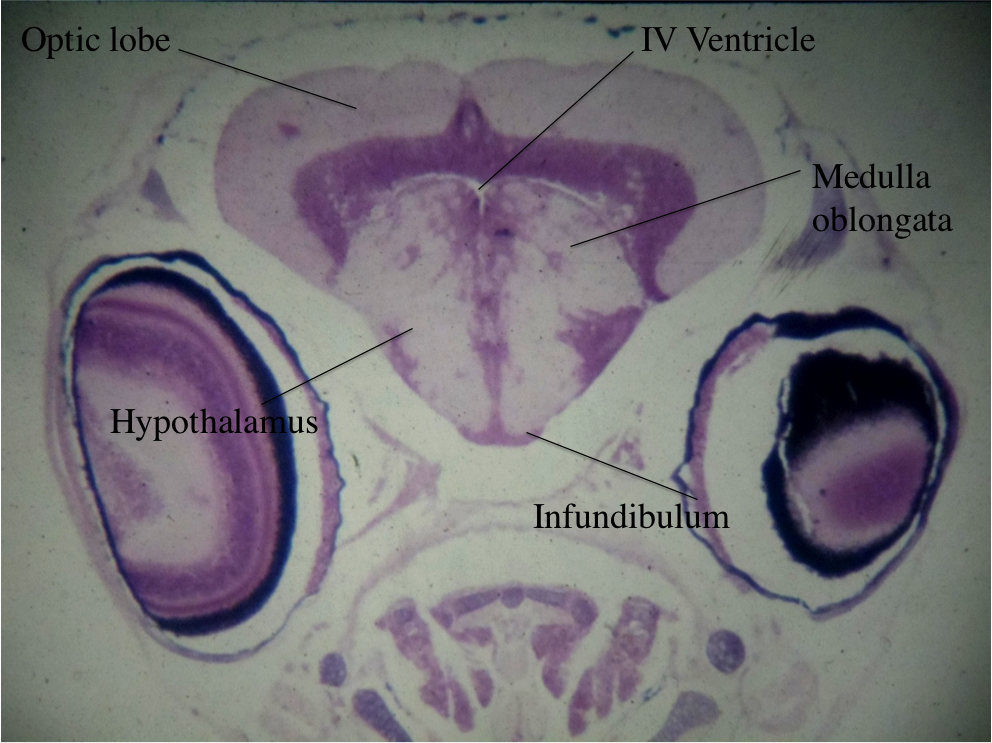 Optic lobe
IV Ventricle
Medulla
oblongata
Hypothalamus
Infundibulum